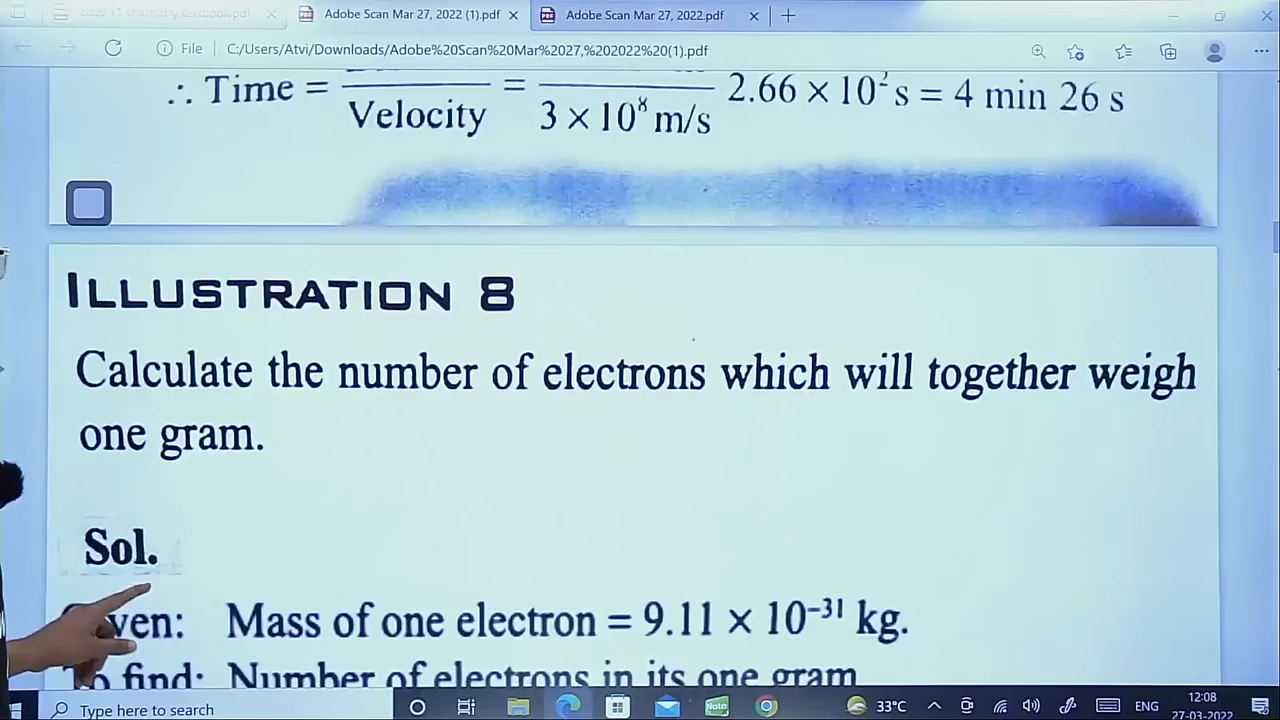 Adobe Scan Mar 27, 2022 (1).pdf
Adobe Scan Mar 27, 2022.pdf
File C:/Users/Atvi/Downloads/Adobe%20Scan%20Mar%2027,%202022%20(1).pdf
∴ Time = / Velocity = / 3 × 10⁸ m/s 2.66 × 10² s = 4 min 26 s
ILLUSTRATION 8
Calculate the number of electrons which will together weigh
one gram.
Sol.
ven: Mass of one electron = 9.11 × 10⁻³¹ kg.
find: Number of electrons in its one gram
Type here to search
Note
33°C
ENG
12:08
27-03-2022